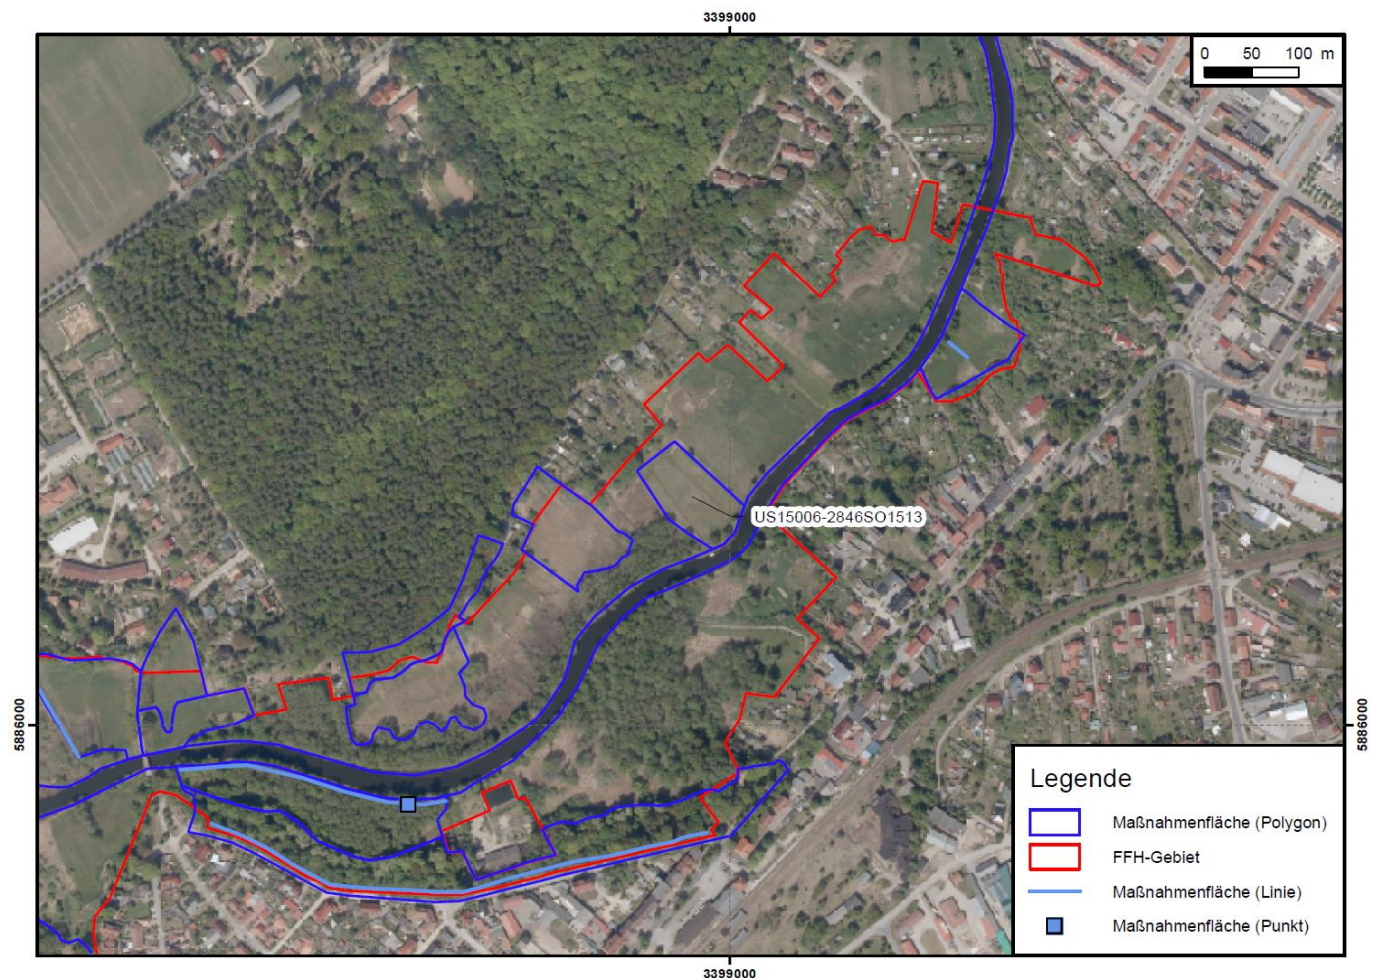 3399000
0 50 100 m
US15006-2846SO1513
5886000
5886000
Legende
Maßnahmenfläche (Polygon)
FFH-Gebiet
Maßnahmenfläche (Linie)
Maßnahmenfläche (Punkt)
3399000